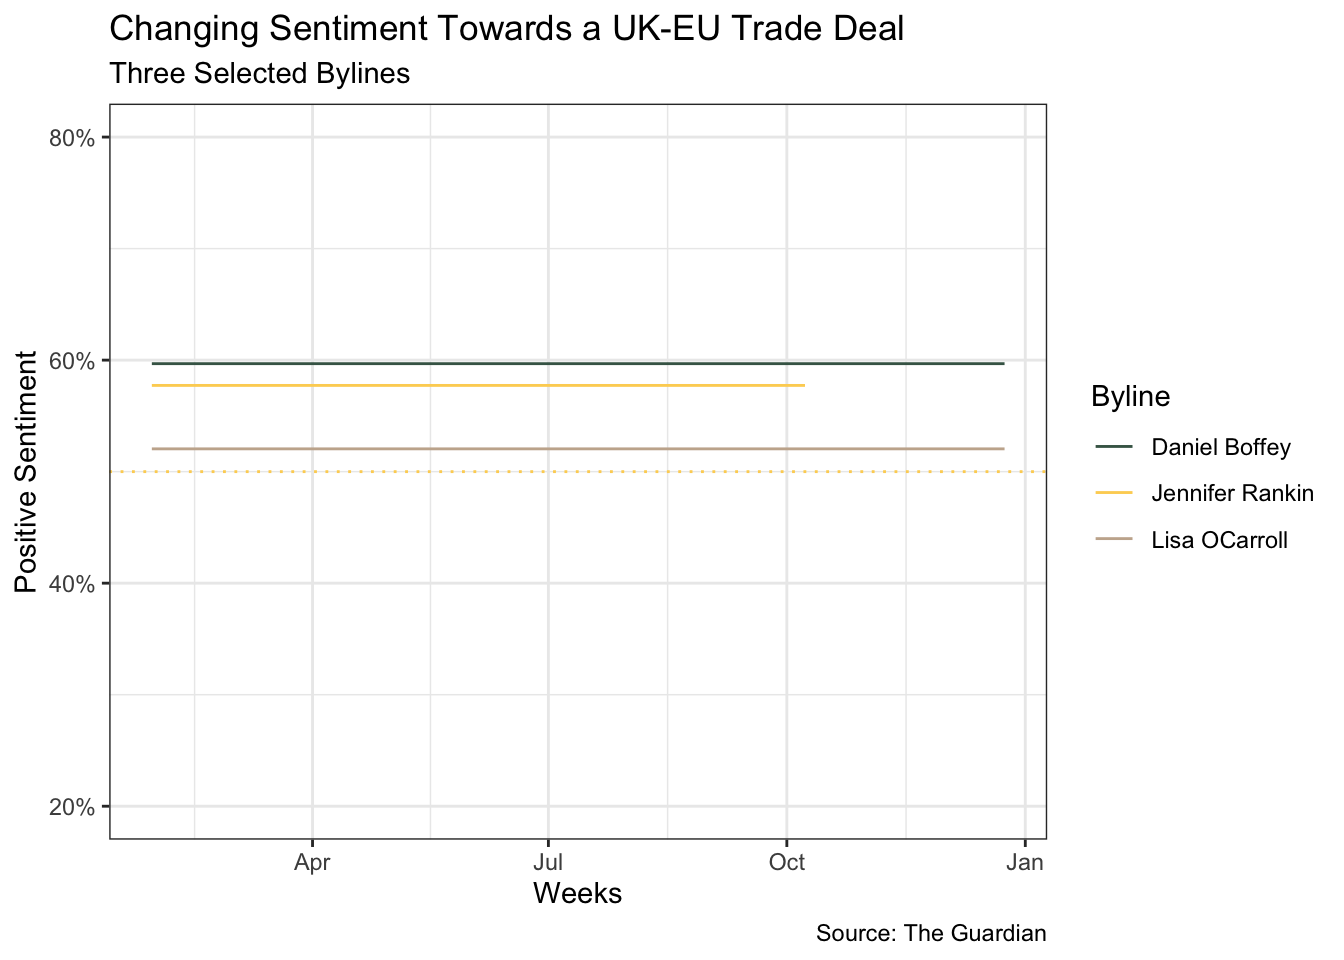 Changing Sentiment Towards a UK-EU Trade Deal
Three Selected Bylines
80%
60%
40%
20%
Positive Sentiment
Apr Jul Oct Jan
Weeks
Byline
Daniel Boffey
Jennifer Rankin
Lisa OCarroll
Source: The Guardian